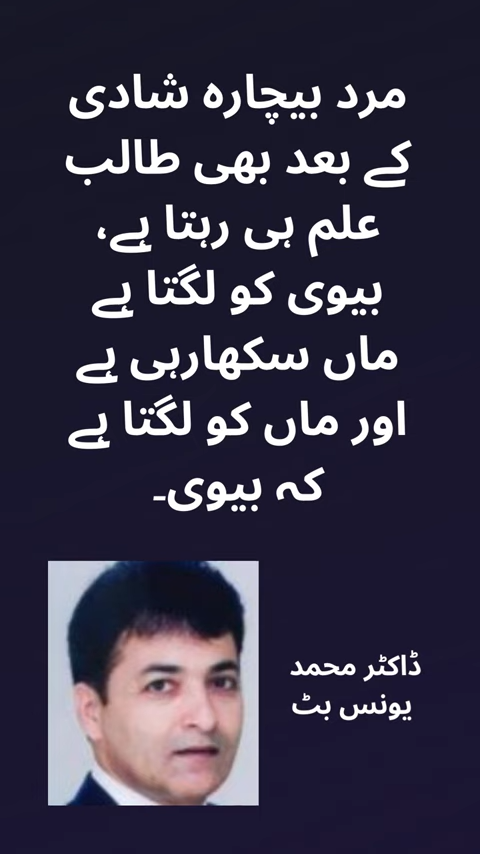 مرد بیچارہ شادی
کے بعد بھی طالب
علم ہی رہتا ہے،
بیوی کو لگتا ہے
ماں سکھارہی ہے
اور ماں کو لگتا ہے
کہ بیوی۔
ڈاکٹر محمد
یونس بٹ